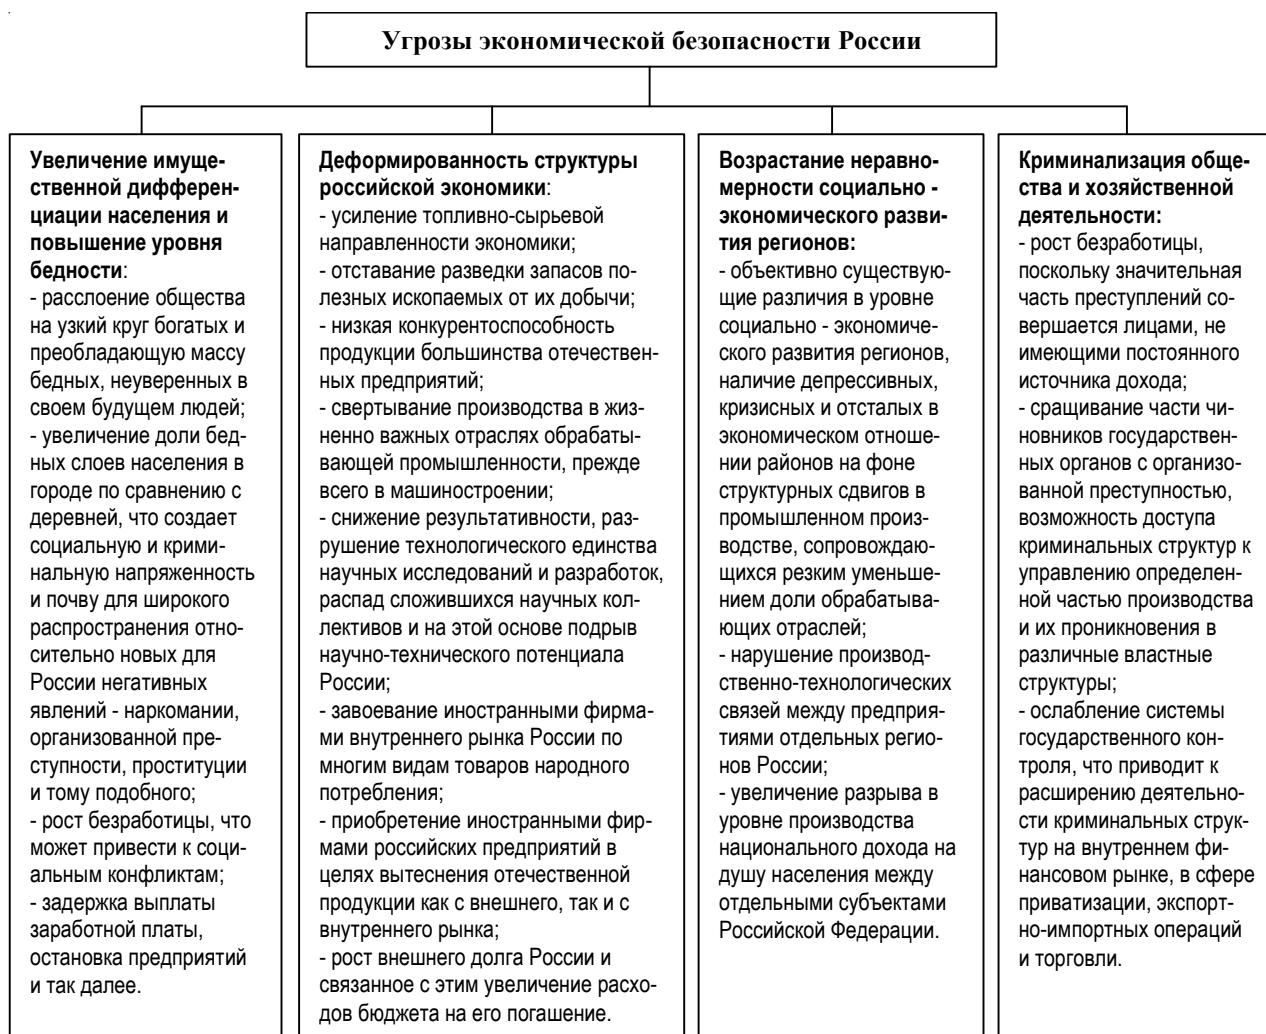 Угрозы экономической безопасности России
Увеличение имуще-
ственной дифферен-
циации населения и
повышение уровня
бедности:
- расслоение общества
на узкий круг богатых и
преобладающую массу
бедных, неуверенных в
своем будущем людей;
- увеличение доли бед-
ных слоев населения в
городе по сравнению с
деревней, что создает
социальную и крими-
нальную напряженность
и почву для широкого
распространения отно-
сительно новых для
России негативных
явлений - наркомании,
организованной пре-
ступности, проституции
и тому подобного;
- рост безработицы, что
может привести к соци-
альным конфликтам;
- задержка выплаты
заработной платы,
остановка предприятий
и так далее.
Деформированность структуры
российской экономики:
- усиление топливно-сырьевой
направленности экономики;
- отставание разведки запасов по-
лезных ископаемых от их добычи;
- низкая конкурентоспособность
продукции большинства отечествен-
ных предприятий;
- свертывание производства в жиз-
ненно важных отраслях обрабаты-
вающей промышленности, прежде
всего в машиностроении;
- снижение результативности, раз-
рушение технологического единства
научных исследований и разработок,
распад сложившихся научных кол-
лективов и на этой основе подрыв
научно-технического потенциала
России;
- завоевание иностранными фирма-
ми внутреннего рынка России по
многим видам товаров народного
потребления;
- приобретение иностранными фир-
мами российских предприятий в
целях вытеснения отечественной
продукции как с внешнего, так и с
внутреннего рынка;
- рост внешнего долга России и
связанное с этим увеличение расхо-
дов бюджета на его погашение.
Возрастание неравно-
мерности социально -
экономического разви-
тия регионов:
- объективно существую-
щие различия в уровне
социально - экономиче-
ского развития регионов,
наличие депрессивных,
кризисных и отсталых в
экономическом отноше-
нии районов на фоне
структурных сдвигов в
промышленном произ-
водстве, сопровождаю-
щихся резким уменьше-
нием доли обрабатыва-
ющих отраслей;
- нарушение производ-
ственно-технологических
связей между предприя-
тиями отдельных регио-
нов России;
- увеличение разрыва в
уровне производства
национального дохода на
душу населения между
отдельными субъектами
Российской Федерации.
Криминализация обще-
ства и хозяйственной
деятельности:
- рост безработицы,
поскольку значительная
часть преступлений со-
вершается лицами, не
имеющими постоянного
источника дохода;
- сращивание части чи-
новников государствен-
ных органов с организо-
ванной преступностью,
возможность доступа
криминальных структур к
управлению определен-
ной частью производства
и их проникновения в
различные властные
структуры;
- ослабление системы
государственного кон-
троля, что приводит к
расширению деятельно-
сти криминальных струк-
тур на внутреннем фи-
нансовом рынке, в сфере
приватизации, экспорт-
но-импортных операций
и торговли.